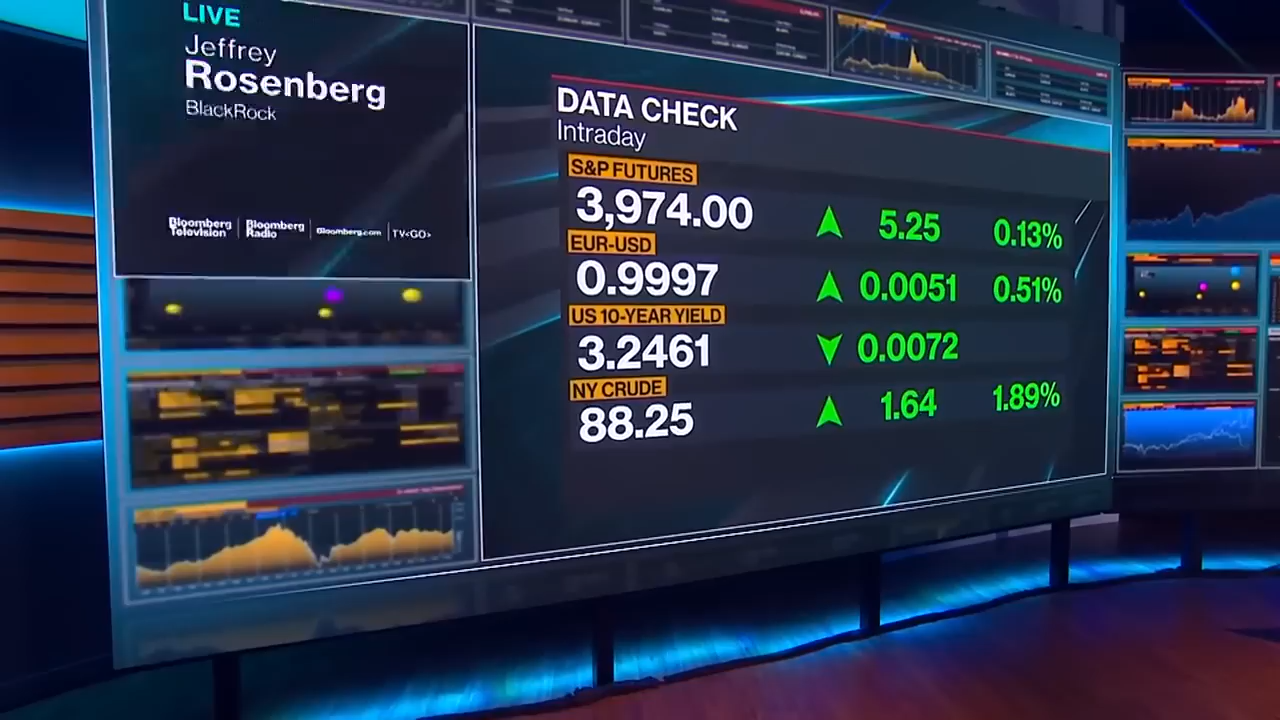 LIVE
Jeffrey
Rosenberg
BlackRock
Bloomberg Television | Bloomberg Radio | Bloomberg.com | TV<GO>
DATA CHECK
Intraday
S&P FUTURES
3,974.00 5.25 0.13%
EUR-USD
0.9997 0.0051 0.51%
US 10-YEAR YIELD
3.2461 0.0072
NY CRUDE
88.25 1.64 1.89%